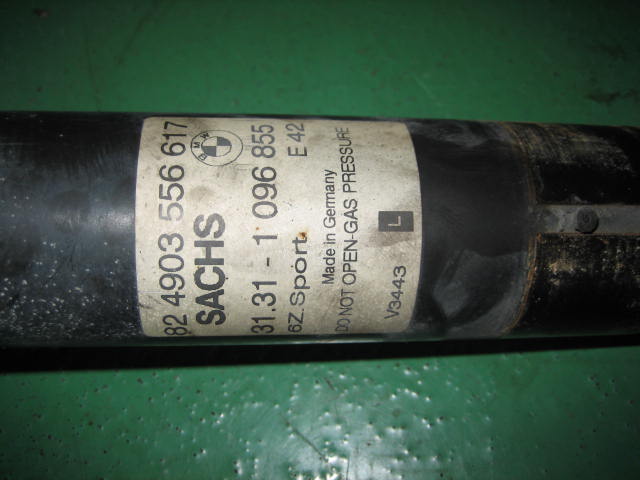 82 4903 556 617
SACHS BMW
31.31 - 1 096 855
6Z.Sport E 42
Made in Germany
DO NOT OPEN-GAS PRESSURE
V3443 L